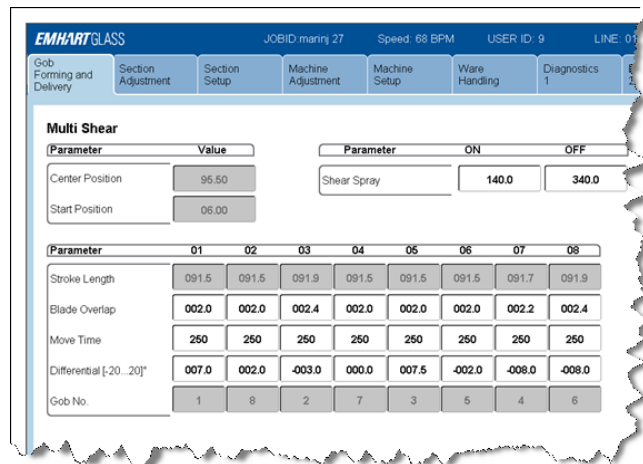 EMHART GLASS JOBID:marinj 27 Speed: 68 BPM USER ID: 9 LINE: 01
Gob Forming and Delivery Section Adjustment Section Setup Machine Adjustment Machine Setup Ware Handling Diagnostics 1
Multi Shear
Parameter Value Parameter ON OFF
Center Position 95.50 Shear Spray 140.0 340.0
Start Position 06.00
Parameter 01 02 03 04 05 06 07 08
Stroke Length 091.5 091.5 091.9 091.5 091.5 091.5 091.7 091.9
Blade Overlap 002.0 002.0 002.4 002.0 002.0 002.0 002.2 002.4
Move Time 250 250 250 250 250 250 250 250
Differential [-20...20]° 007.0 002.0 -003.0 000.0 007.5 -002.0 -008.0 -008.0
Gob No. 1 8 2 7 3 5 4 6